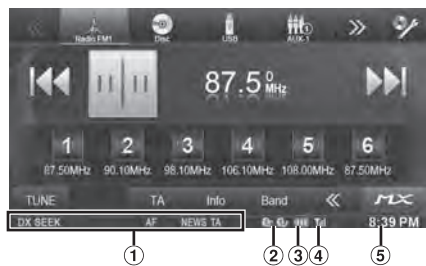 Radio FM1 Disc USB AUX-1
87.5 0 MHz
1 2 3 4 5 6
87.50MHz 90.10MHz 98.10MHz 106.10MHz 108.00MHz 87.50MHz
TUNE TA Info Band MX
DX SEEK AF NEWS TA 8:39 PM
1 2 3 4 5